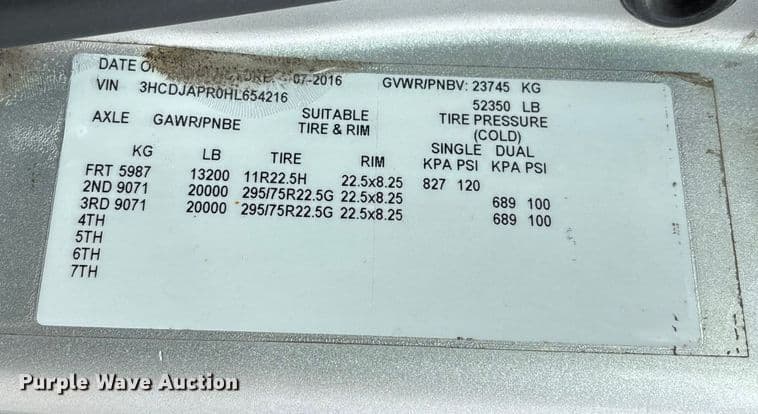 DATE OF 07-2016
VIN 3HCDJAPR0HL654216
GVWR/PNBV: 23745 KG
52350 LB
AXLE GAWR/PNBE SUITABLE TIRE & RIM TIRE PRESSURE (COLD)
SINGLE DUAL
KG LB TIRE RIM KPA PSI KPA PSI
FRT 5987 13200 11R22.5H 22.5x8.25 827 120
2ND 9071 20000 295/75R22.5G 22.5x8.25 689 100
3RD 9071 20000 295/75R22.5G 22.5x8.25 689 100
4TH
5TH
6TH
7TH
Purple Wave Auction